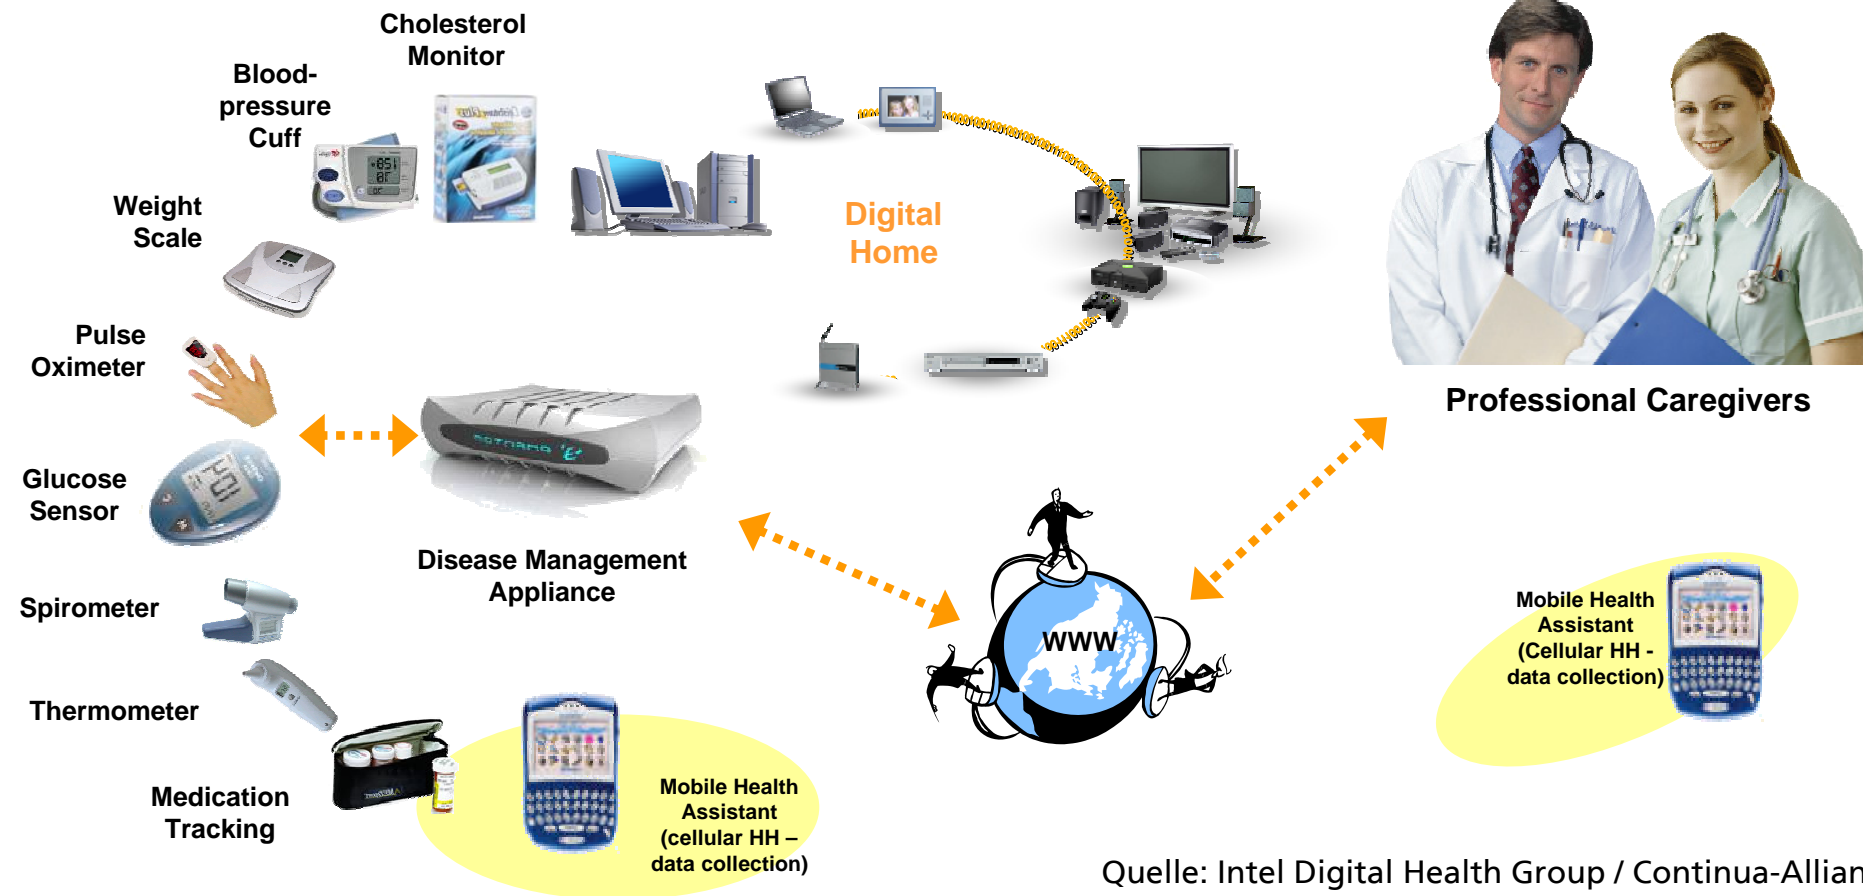 Cholesterol
Monitor
Blood-
pressure
Cuff
Weight
Scale
Digital
Home
Pulse
Oximeter
Professional Caregivers
Glucose
Sensor
Disease Management
Appliance
Spirometer
WWW
Mobile Health
Assistant
(Cellular HH -
data collection)
Thermometer
Medication
Tracking
Mobile Health
Assistant
(cellular HH –
data collection)
Quelle: Intel Digital Health Group / Continua-Allian